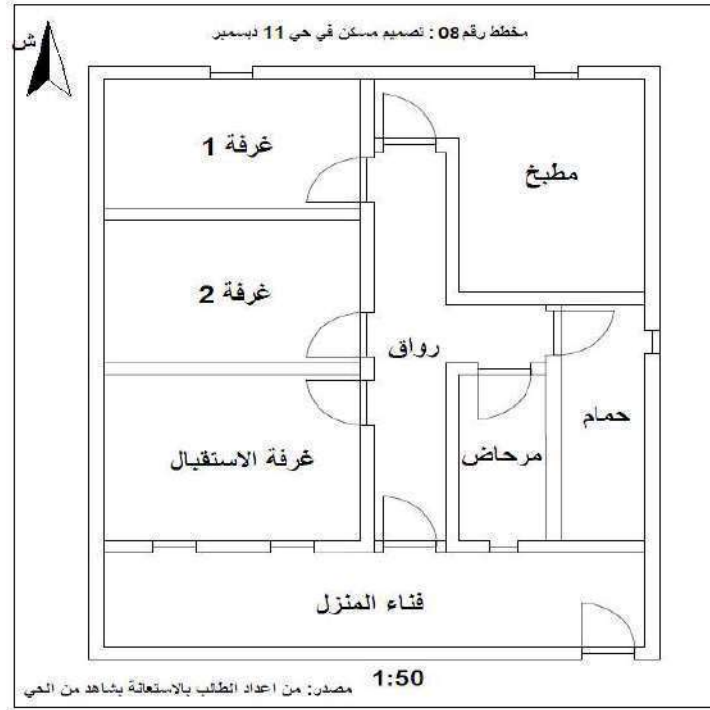 مخطط رقم 08 : تصميم مسكن في حي 11 ديسمبر
ش
غرفة 1
مطبخ
غرفة 2
رواق
حمام
غرفة الاستقبال
مرحاض
فناء المنزل
1:50
مصدر: من اعداد الطالب بالاستعانة بشاهد من الحي